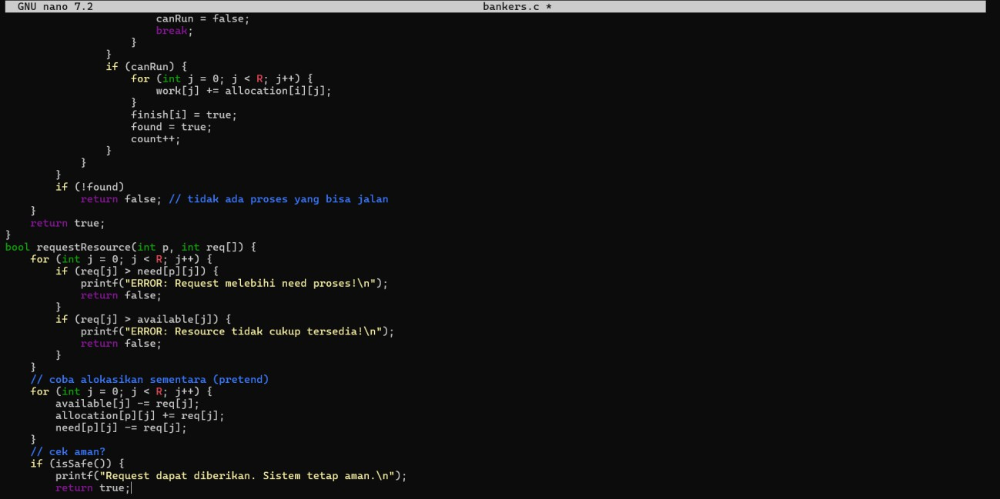 GNU nano 7.2 bankers.c *
canRun = false;
break;
}
}
if (canRun) {
for (int j = 0; j < R; j++) {
work[j] += allocation[i][j];
}
finish[i] = true;
found = true;
count++;
}
}
}
if (!found)
return false; // tidak ada proses yang bisa jalan
}
return true;
}
bool requestResource(int p, int req[]) {
for (int j = 0; j < R; j++) {
if (req[j] > need[p][j]) {
printf("ERROR: Request melebihi need proses!\n");
return false;
}
if (req[j] > available[j]) {
printf("ERROR: Resource tidak cukup tersedia!\n");
return false;
}
}
// coba alokasikan sementara (pretend)
for (int j = 0; j < R; j++) {
available[j] -= req[j];
allocation[p][j] += req[j];
need[p][j] -= req[j];
}
// cek aman?
if (isSafe()) {
printf("Request dapat diberikan. Sistem tetap aman.\n");
return true;